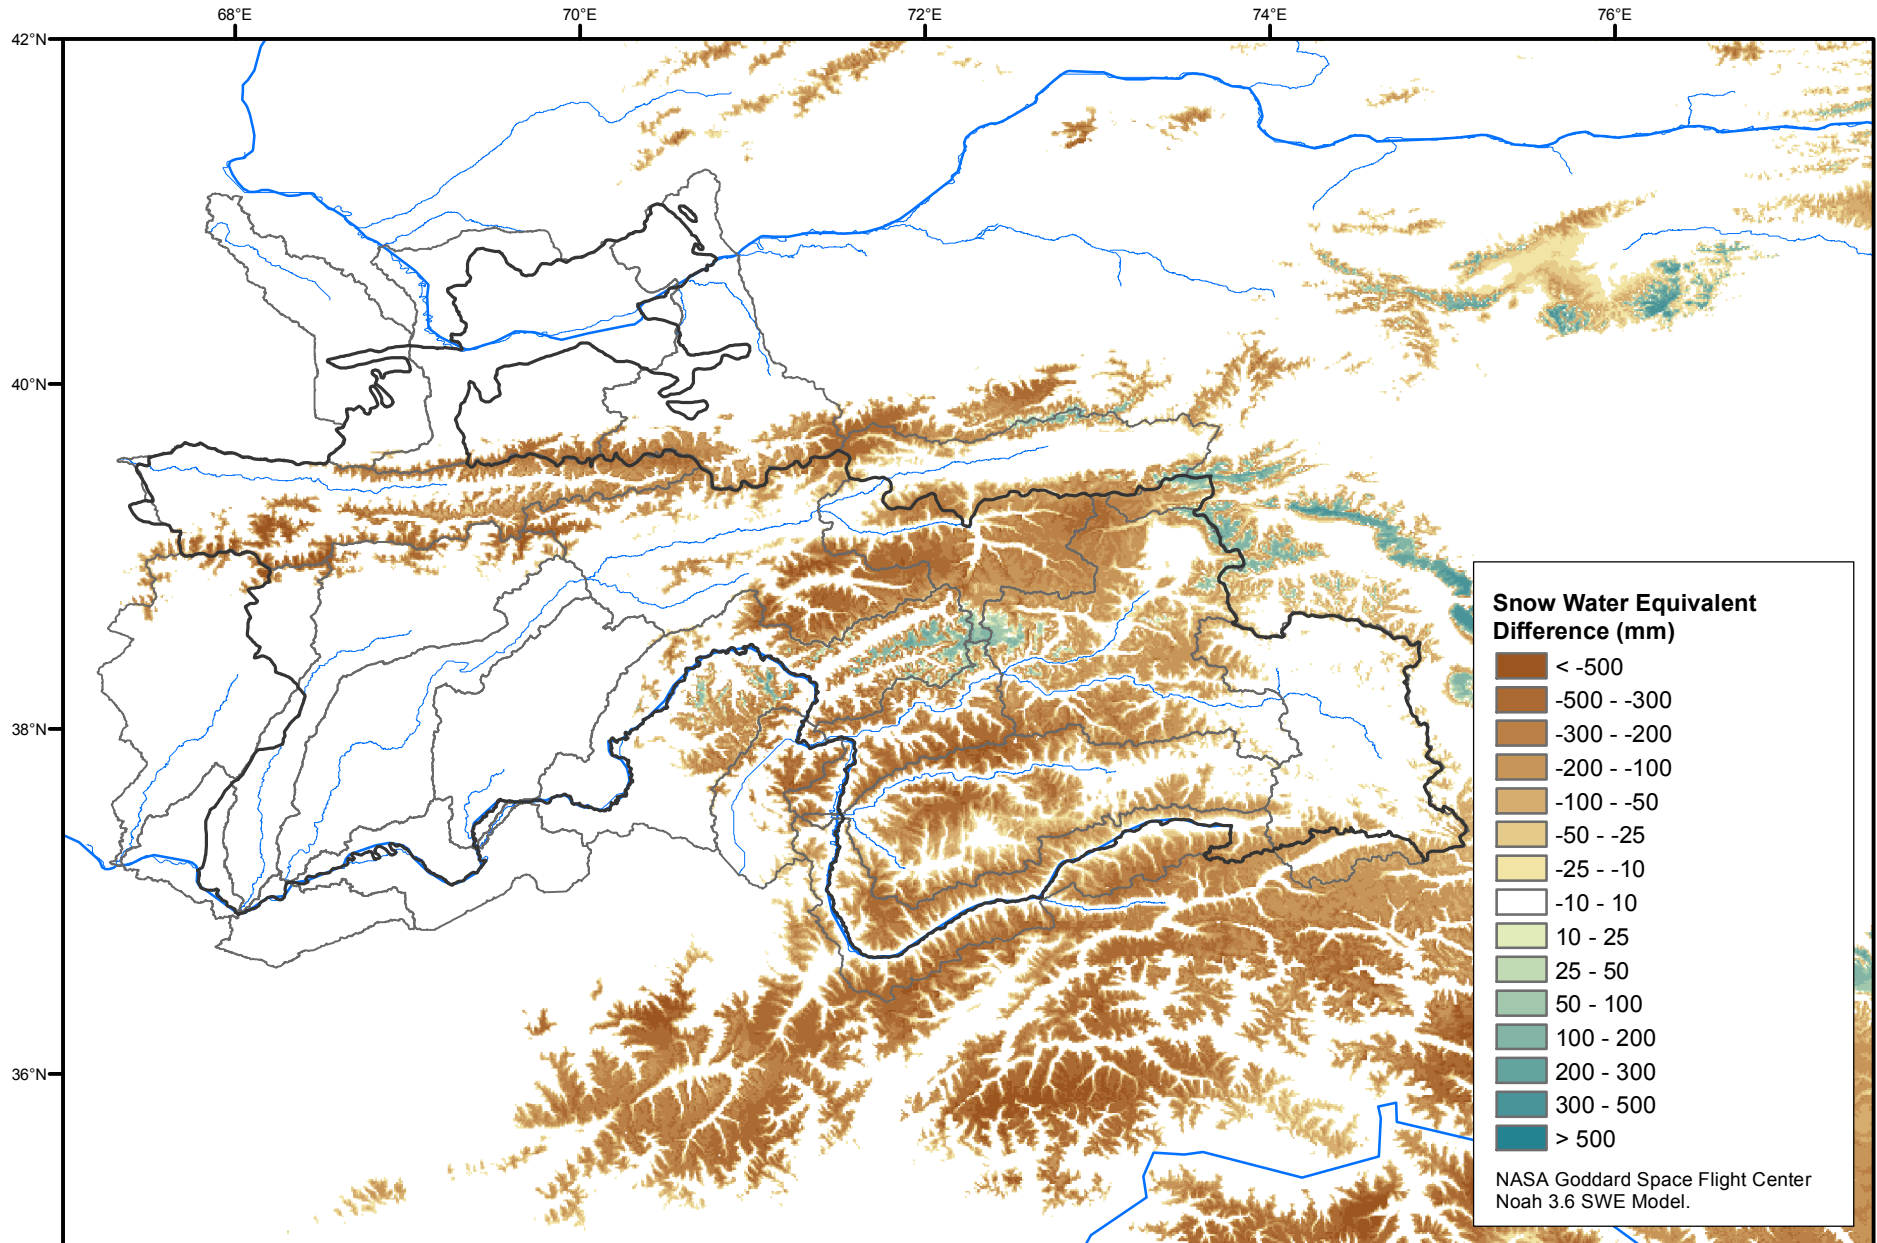 68°E 70°E 72°E 74°E 76°E
42°N
40°N
38°N
36°N
Snow Water Equivalent
Difference (mm)
< -500
-500 - -300
-300 - -200
-200 - -100
-100 - -50
-50 - -25
-25 - -10
-10 - 10
10 - 25
25 - 50
50 - 100
100 - 200
200 - 300
300 - 500
> 500
NASA Goddard Space Flight Center
Noah 3.6 SWE Model.